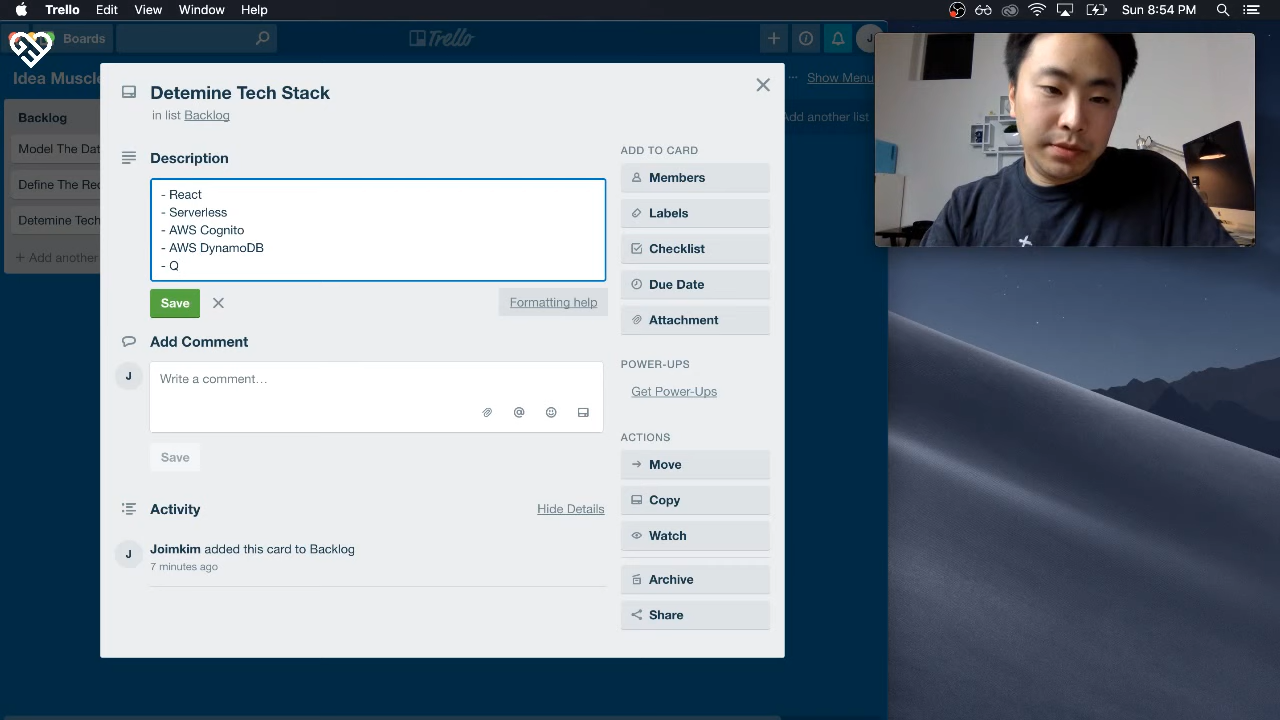 Trello Edit View Window Help
Sun 8:54 PM
Boards
Trello
J
Idea Muscle
Show Menu
Backlog
Add another list
Model The Dat
Define The Rec
Detemine Tech
+ Add another
Detemine Tech Stack
in list Backlog
Description
- React
- Serverless
- AWS Cognito
- AWS DynamoDB
- Q
Save
Formatting help
Add Comment
J
Write a comment…
@
Save
Activity
Hide Details
J
Joimkim added this card to Backlog
7 minutes ago
ADD TO CARD
Members
Labels
Checklist
Due Date
Attachment
POWER-UPS
Get Power-Ups
ACTIONS
Move
Copy
Watch
Archive
Share